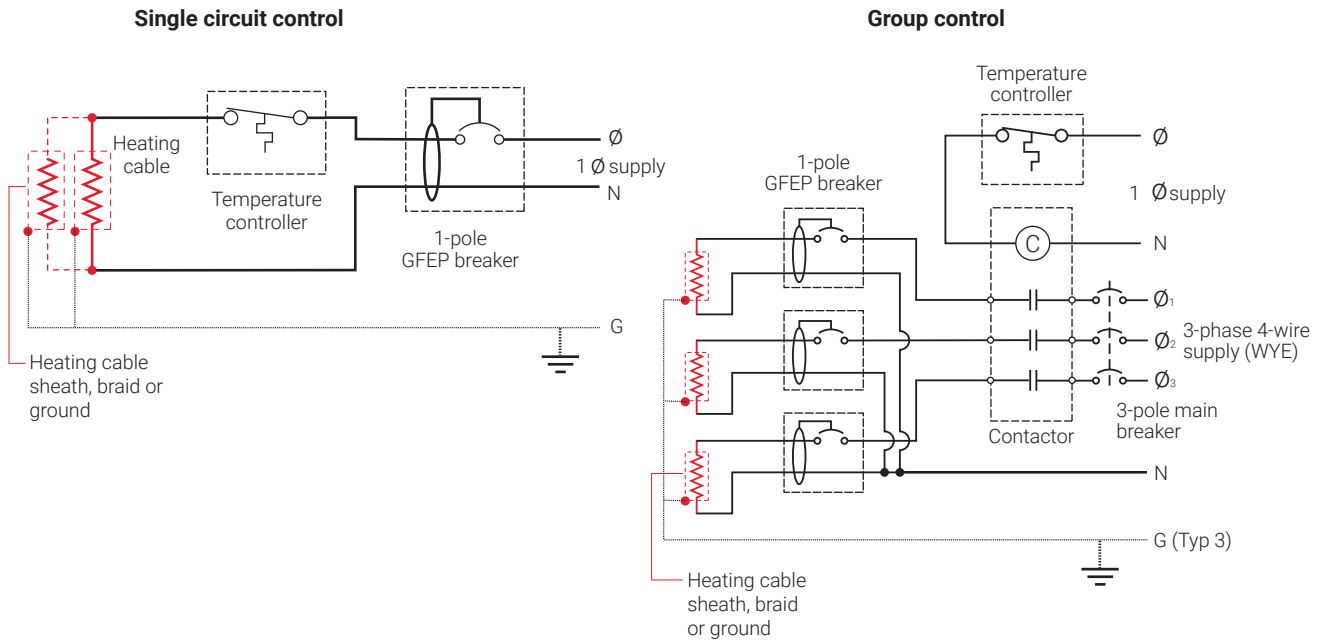 Single circuit control
Heating
cable
Temperature
controller
1-pole
GFEP breaker
Ø
1 Ø supply
N
G
Heating cable
sheath, braid or
ground
Group control
Temperature
controller
Ø
1 Ø supply
N
1-pole
GFEP breaker
C
Ø1
Ø2
3-phase 4-wire
supply (WYE)
Ø3
3-pole main
breaker
Contactor
N
G (Typ 3)
Heating cable
sheath, braid
or ground